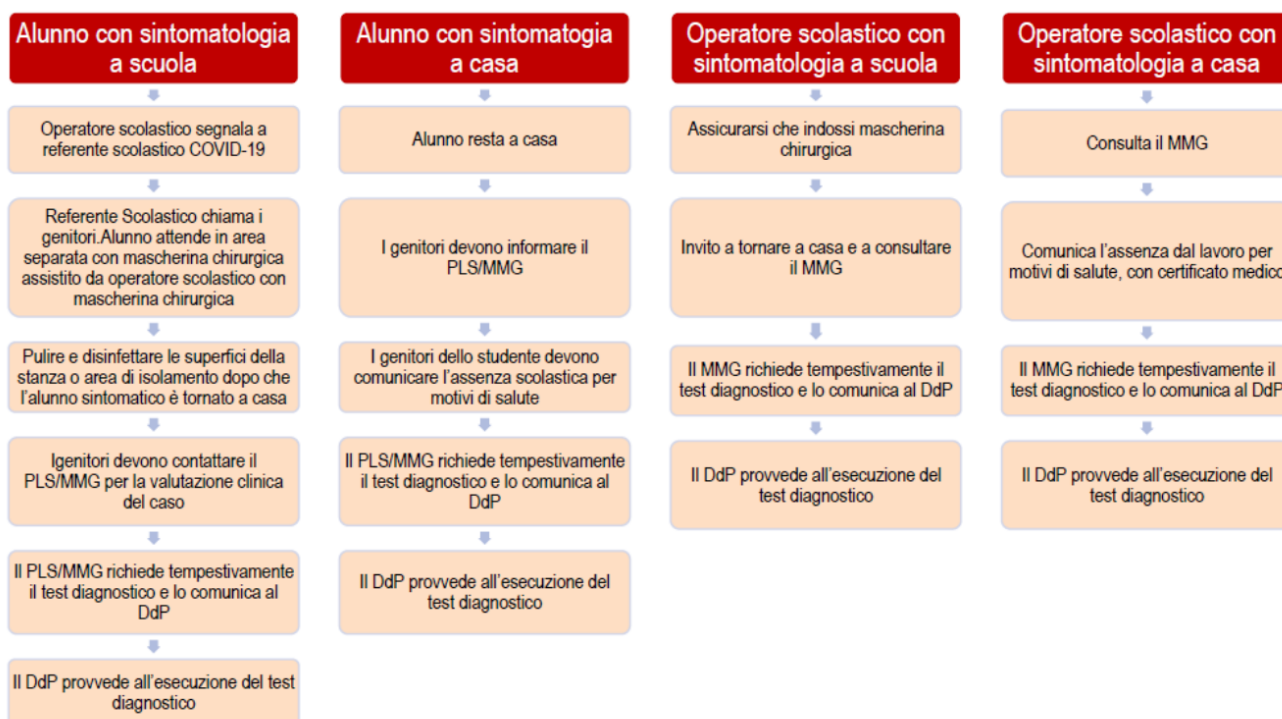 Alunno con sintomatologia
a scuola
Operatore scolastico segnala a
referente scolastico COVID-19
Referente Scolastico chiama i
genitori.Alunno attende in area
separata con mascherina chirurgica
assistito da operatore scolastico con
mascherina chirurgica
Pulire e disinfettare le superfici della
stanza o area di isolamento dopo che
l'alunno sintomatico è tornato a casa
Igenitori devono contattare il
PLS/MMG per la valutazione clinica
del caso
Il PLS/MMG richiede tempestivamente
il test diagnostico e lo comunica al
DdP
Il DdP provvede all'esecuzione del test
diagnostico
Alunno con sintomatogia
a casa
Alunno resta a casa
I genitori devono informare il
PLS/MMG
I genitori dello studente devono
comunicare l'assenza scolastica per
motivi di salute
Il PLS/MMG richiede tempestivamente
il test diagnostico e lo comunica al
DdP
Il DdP provvede all'esecuzione del
test diagnostico
Operatore scolastico con
sintomatologia a scuola
Assicurarsi che indossi mascherina
chirurgica
Invito a tornare a casa e a consultare
il MMG
Il MMG richiede tempestivamente il
test diagnostico e lo comunica al DdP
Il DdP provvede all'esecuzione del
test diagnostico
Operatore scolastico con
sintomatologia a casa
Consulta il MMG
Comunica l'assenza dal lavoro per
motivi di salute, con certificato medico
Il MMG richiede tempestivamente il
test diagnostico e lo comunica al DdP
Il DdP provvede all'esecuzione del
test diagnostico